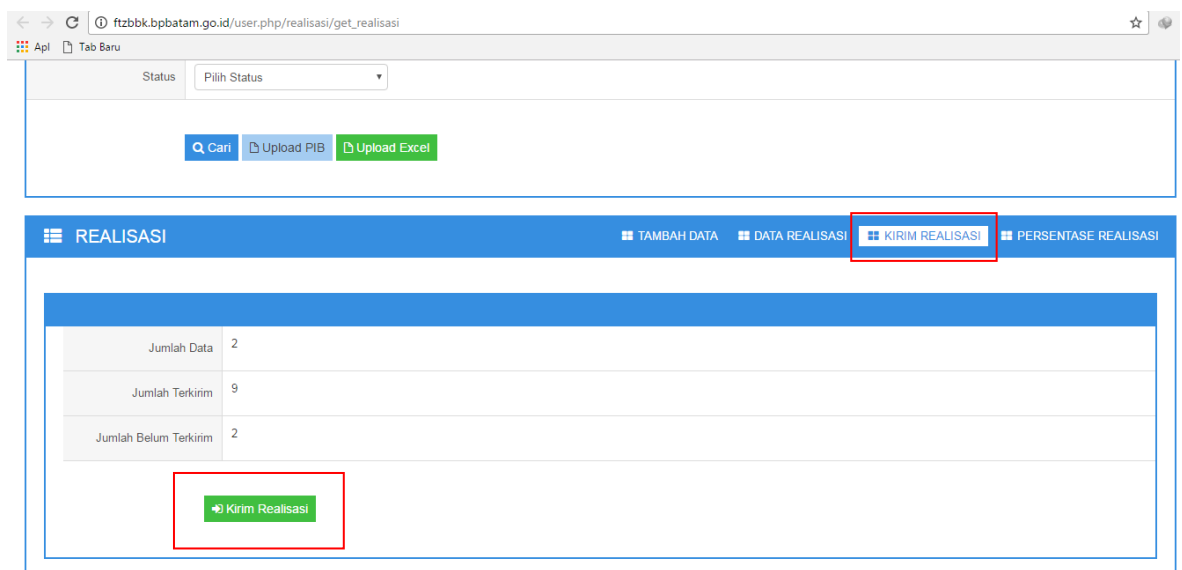 ftzbbk.bpbatam.go.id/user.php/realisasi/get_realisasi
Apl Tab Baru
Status Pilih Status
Cari Upload PIB Upload Excel
REALISASI TAMBAH DATA DATA REALISASI KIRIM REALISASI PERSENTASE REALISASI
Jumlah Data 2
Jumlah Terkirim 9
Jumlah Belum Terkirim 2
Kirim Realisasi